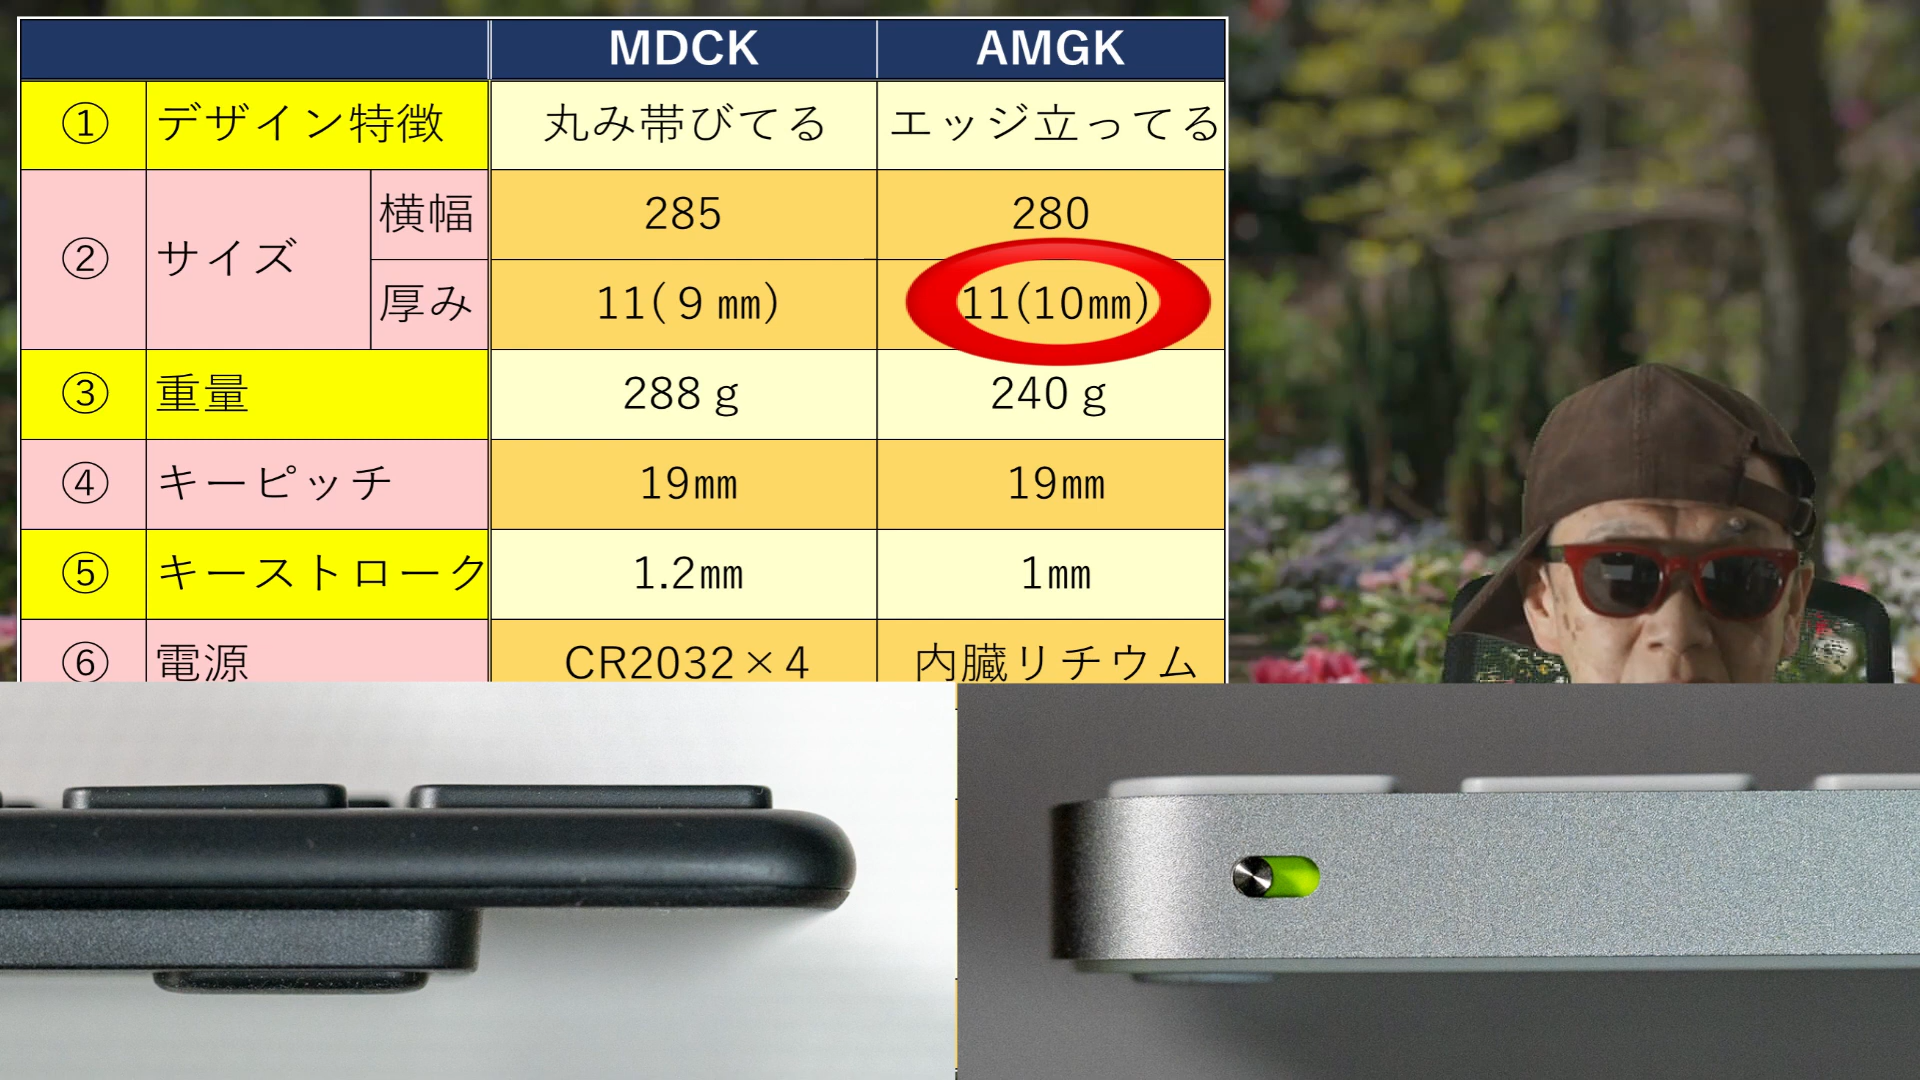 MDCK AMGK
① デザイン特徴 丸み帯びてる エッジ立ってる
② サイズ 横幅 285 280
厚み 11(９㎜) 11(10㎜)
③ 重量 288ｇ 240ｇ
④ キーピッチ 19㎜ 19㎜
⑤ キーストローク 1.2㎜ 1㎜
⑥ 電源 CR2032×4 内臓リチウム